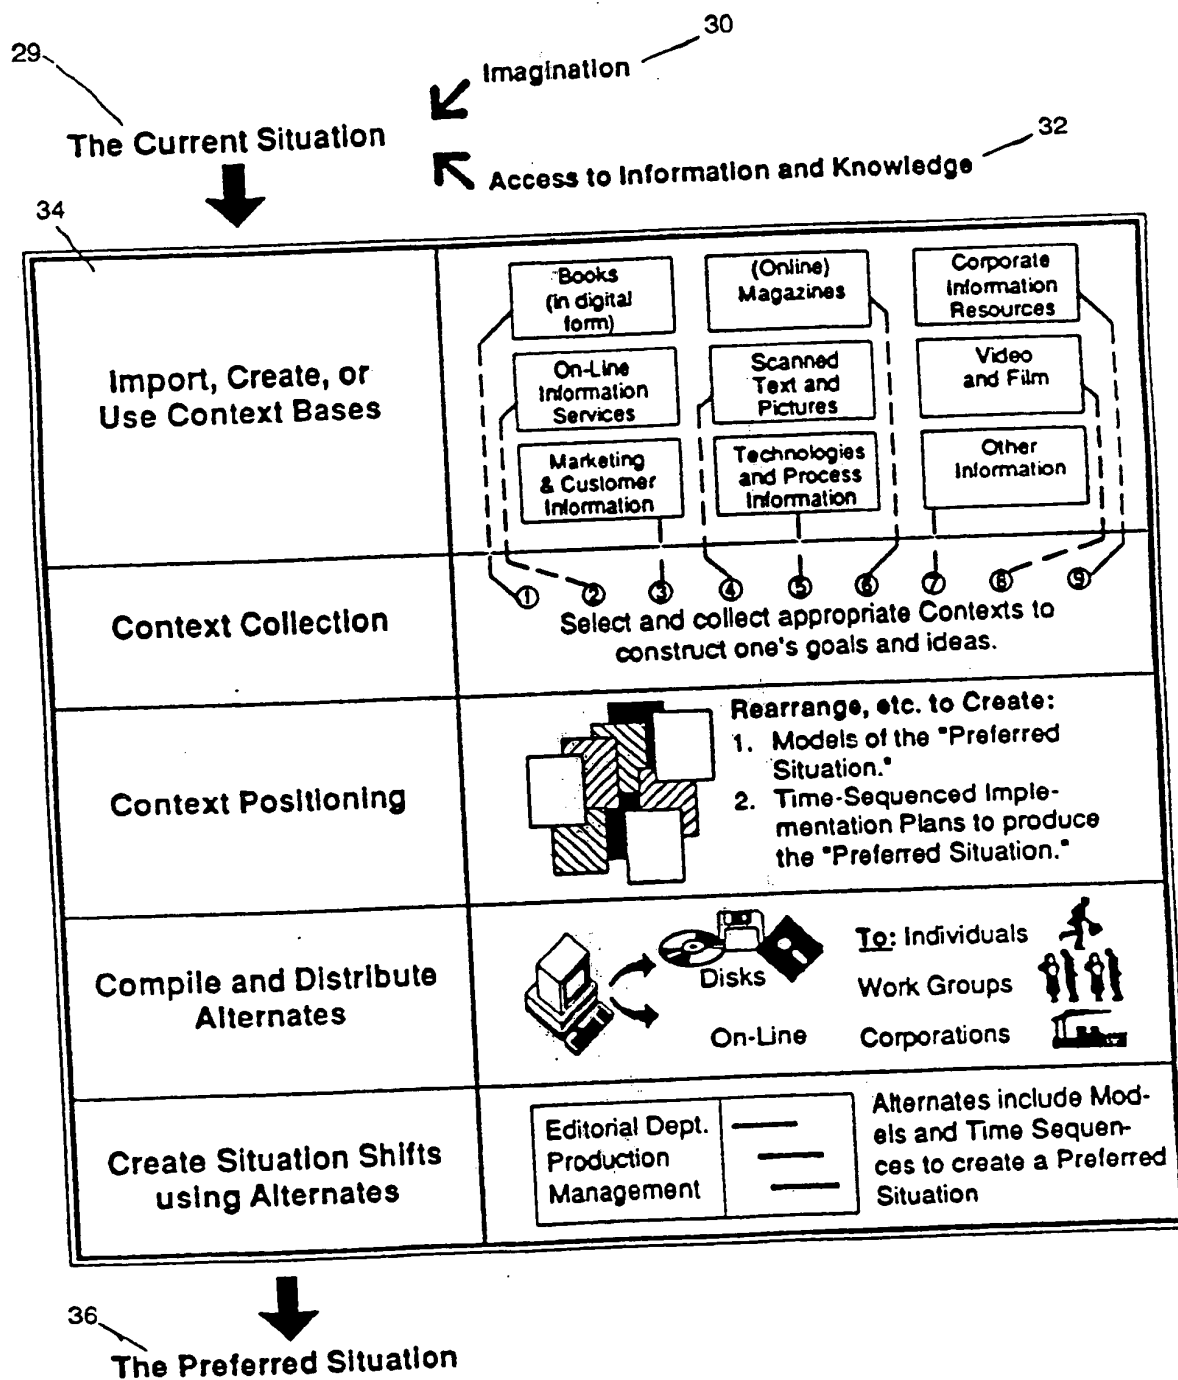 30
29
Imagination
The Current Situation
32
Access to Information and Knowledge
34
Import, Create, or
Use Context Bases
Books
(in digital
form)
(Online)
Magazines
Corporate
Information
Resources
On-Line
Information
Services
Scanned
Text and
Pictures
Video
and Film
Marketing
& Customer
Information
Technologies
and Process
Information
Other
Information
Context Collection
① ② ③ ④ ⑤ ⑥ ⑦ ⑧ ⑨
Select and collect appropriate Contexts to
construct one's goals and ideas.
Context Positioning
Rearrange, etc. to Create:
1. Models of the "Preferred
Situation."
2. Time-Sequenced Imple-
mentation Plans to produce
the "Preferred Situation."
Compile and Distribute
Alternates
Disks
On-Line
To: Individuals
Work Groups
Corporations
Create Situation Shifts
using Alternates
Editorial Dept.
Production
Management
Alternates include Mod-
els and Time Sequen-
ces to create a Preferred
Situation
36
The Preferred Situation